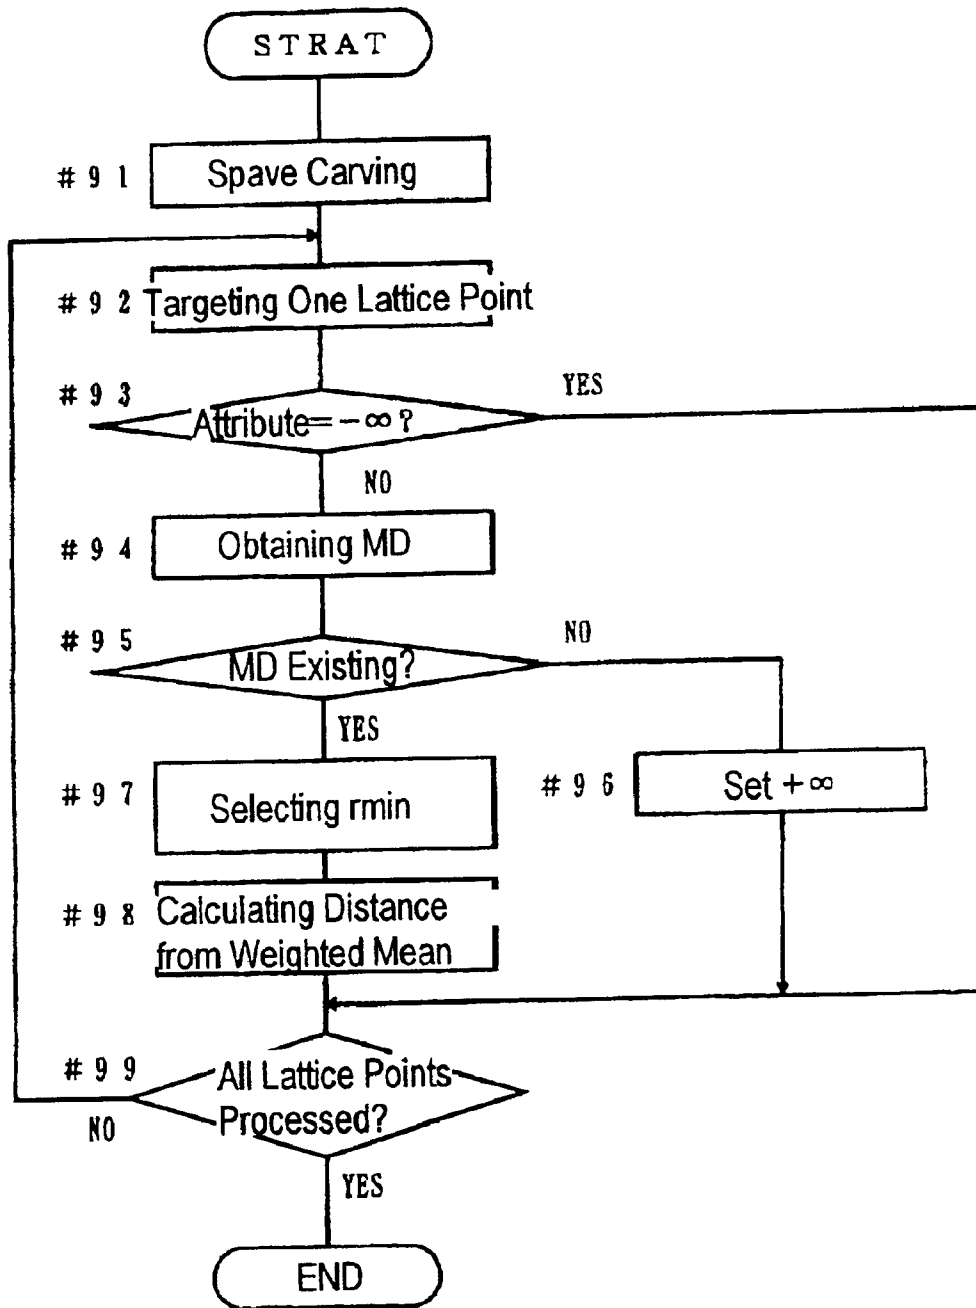 STRAT
#91 Spave Carving
#92 Targeting One Lattice Point
#93 Attribute=-∞?
YES
NO
#94 Obtaining MD
#95 MD Existing?
NO
YES
#96 Set +∞
#97 Selecting rmin
#98 Calculating Distance
from Weighted Mean
#99 All Lattice Points
Processed?
NO
YES
END